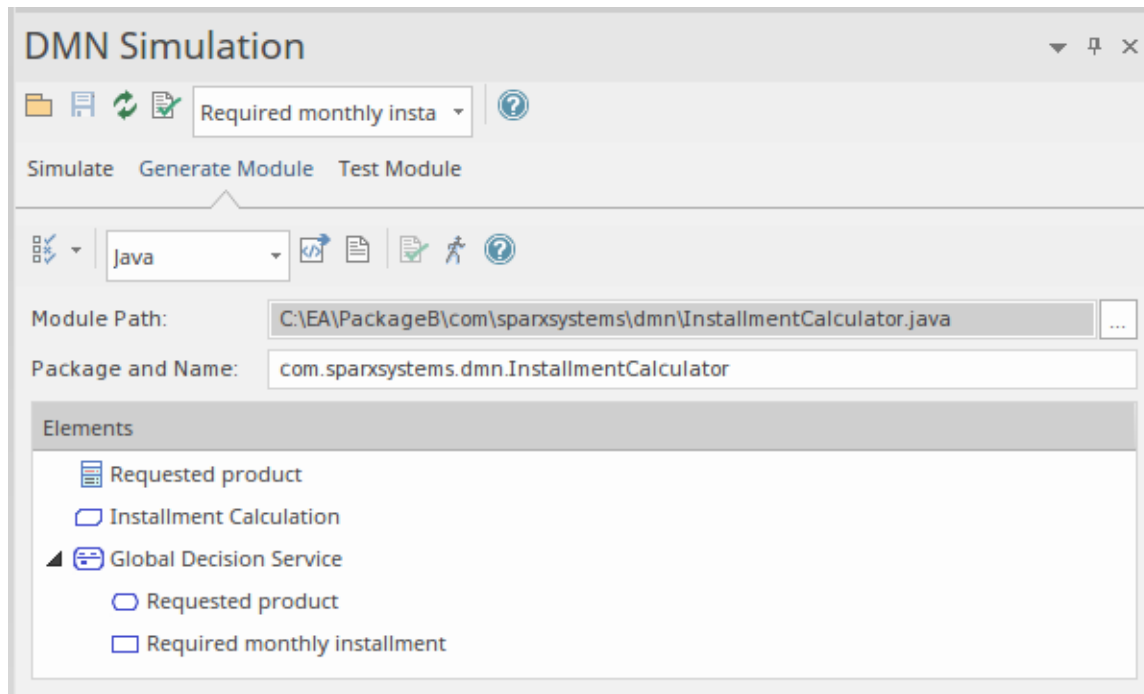 DMN Simulation
Required monthly insta
Simulate Generate Module Test Module
Java
Module Path: C:\EA\PackageB\com\sparxsystems\dmn\InstallmentCalculator.java ...
Package and Name: com.sparxsystems.dmn.InstallmentCalculator
Elements
Requested product
Installment Calculation
Global Decision Service
Requested product
Required monthly installment